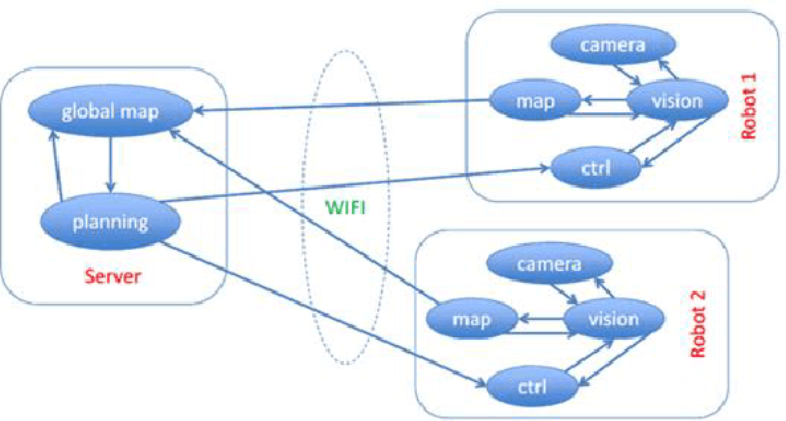 global map
planning
Server
WIFI
camera
map
vision
ctrl
Robot 1
camera
map
vision
ctrl
Robot 2